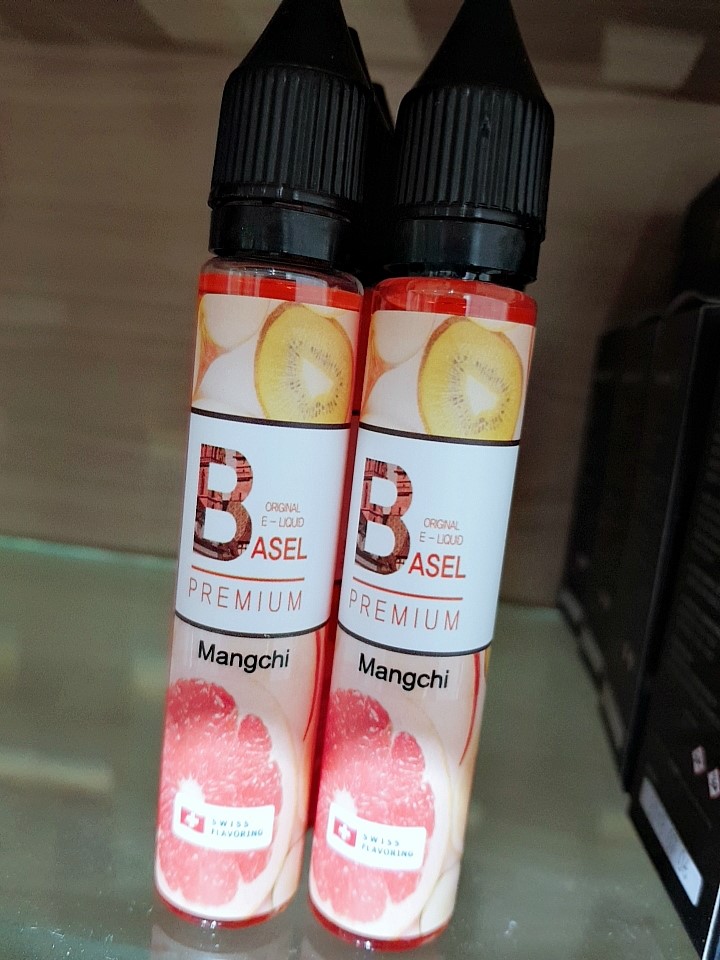 ORIGINAL
E-LIQUID
BASEL
PREMIUM
Mangchi
SWISS
FLAVORING
ORIGINAL
E-LIQUID
BASEL
PREMIUM
Mangchi
SWISS
FLAVORING